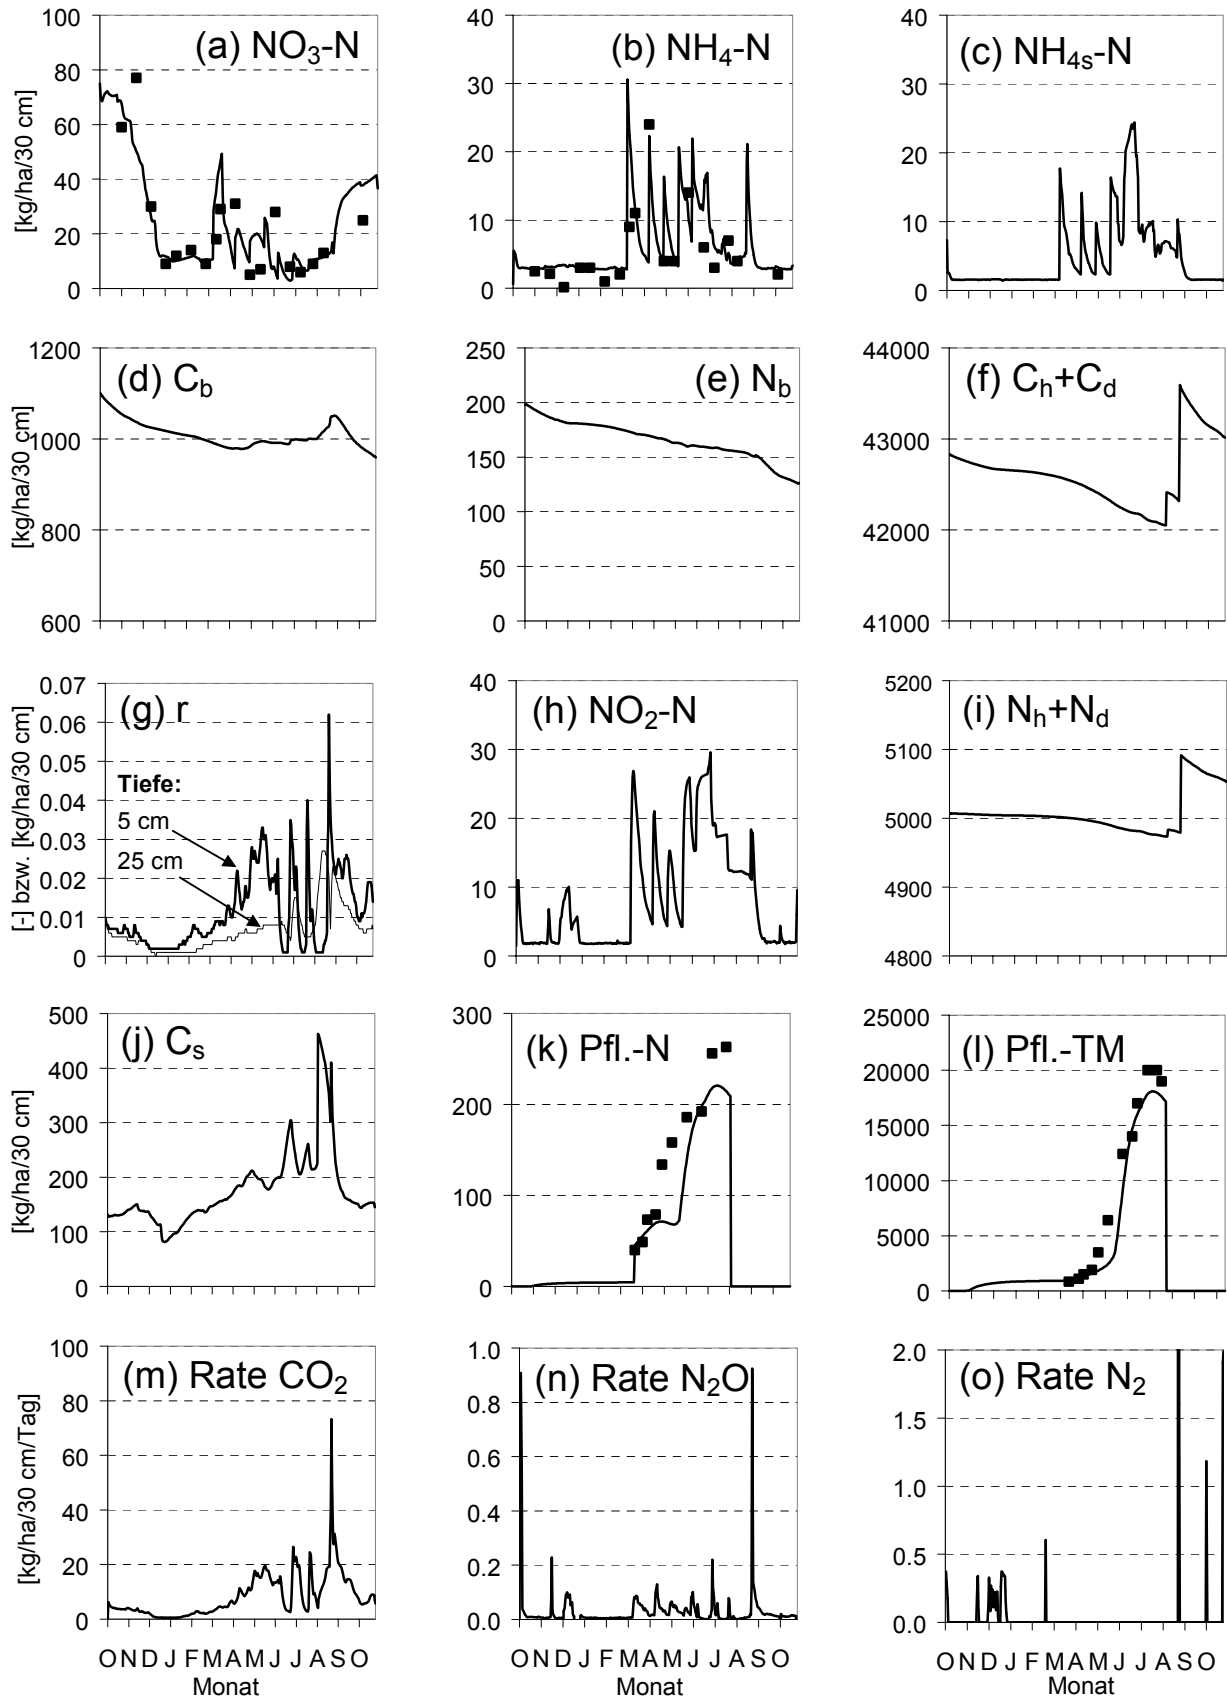 (a) NO3-N
[kg/ha/30 cm]
100
80
60
40
20
0
(b) NH4-N
40
30
20
10
0
(c) NH4s-N
40
30
20
10
0
(d) Cb
[kg/ha/30 cm]
1200
1000
800
600
(e) Nb
250
200
150
100
50
0
(f) Ch+Cd
44000
43000
42000
41000
(g) r
[-] bzw. [kg/ha/30 cm]
0.07
0.06
0.05
0.04
0.03
0.02
0.01
0
Tiefe:
5 cm
25 cm
(h) NO2-N
40
30
20
10
0
(i) Nh+Nd
5200
5100
5000
4900
4800
(j) Cs
[kg/ha/30 cm]
500
400
300
200
100
0
(k) Pfl.-N
300
200
100
0
(l) Pfl.-TM
25000
20000
15000
10000
5000
0
(m) Rate CO2
[kg/ha/30 cm/Tag]
100
80
60
40
20
0
O N D J F M A M J J A S O
Monat
(n) Rate N2O
1.0
0.8
0.6
0.4
0.2
0.0
O N D J F M A M J J A S O
Monat
(o) Rate N2
2.0
1.5
1.0
0.5
0.0
O N D J F M A M J J A S O
Monat